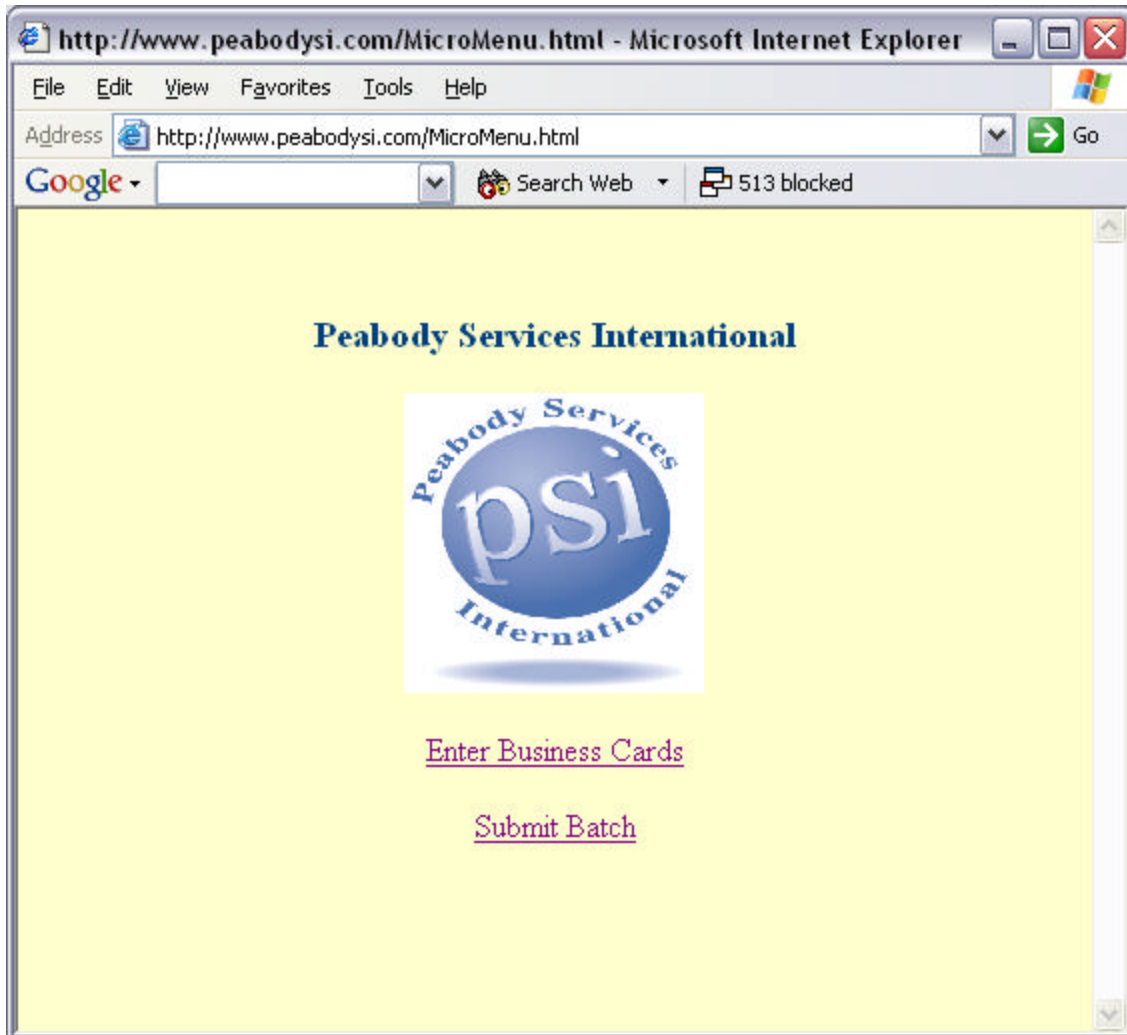 http://www.peabodysi.com/MicroMenu.html - Microsoft Internet Explorer
File Edit View Favorites Tools Help
Address http://www.peabodysi.com/MicroMenu.html Go
Google Search Web 513 blocked
Peabody Services International
Peabody Services
psi
International
Enter Business Cards
Submit Batch